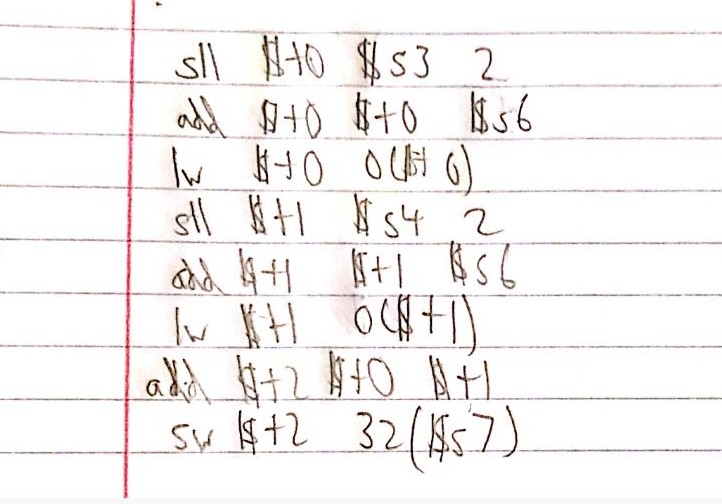 sll $t0 $s3 2
add $t0 $t0 $s6
lw $t0 0($t0)
sll $t1 $s4 2
add $t1 $t1 $s6
lw $t1 0($t1)
add $t2 $t0 $t1
sw $t2 32($s7)